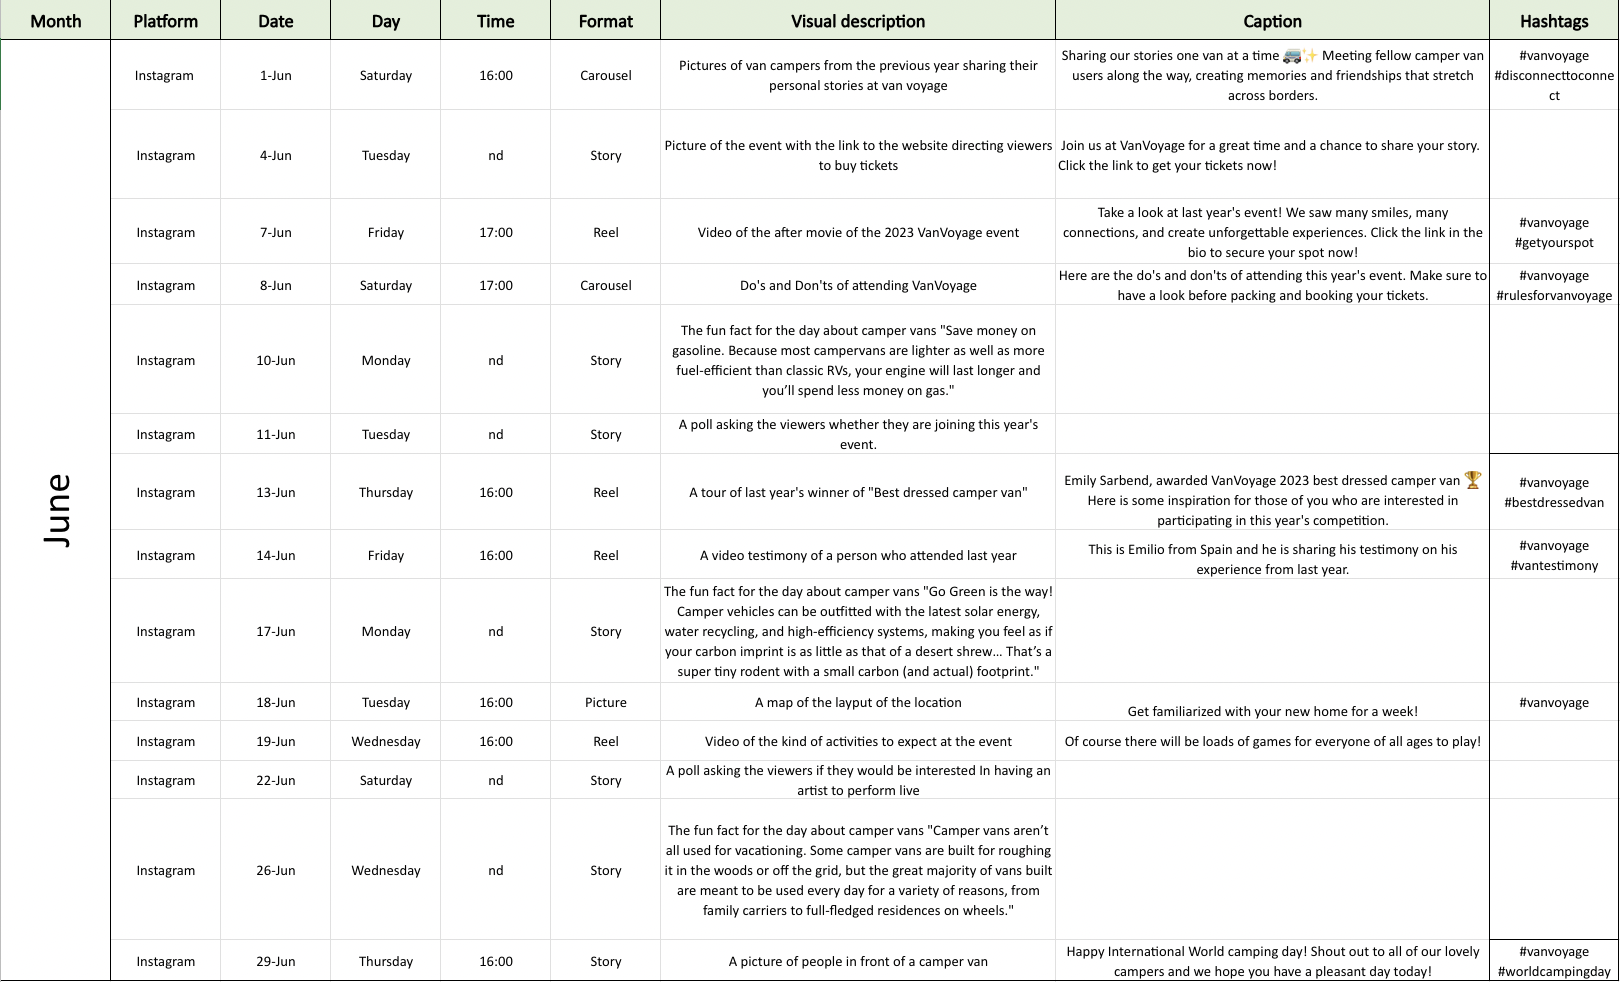 Month Platform Date Day Time Format Visual description Caption Hashtags
June
Instagram 1-Jun Saturday 16:00 Carousel
Pictures of van campers from the previous year sharing their
personal stories at van voyage
Sharing our stories one van at a time 🚐✨ Meeting fellow camper van
users along the way, creating memories and friendships that stretch
across borders.
#vanvoyage
#disconnecttoconne
ct
Instagram 4-Jun Tuesday nd Story
Picture of the event with the link to the website directing viewers
to buy tickets
Join us at VanVoyage for a great time and a chance to share your story.
Click the link to get your tickets now!
Instagram 7-Jun Friday 17:00 Reel
Video of the after movie of the 2023 VanVoyage event
Take a look at last year's event! We saw many smiles, many
connections, and create unforgettable experiences. Click the link in the
bio to secure your spot now!
#vanvoyage
#getyourspot
Instagram 8-Jun Saturday 17:00 Carousel
Do's and Don'ts of attending VanVoyage
Here are the do's and don'ts of attending this year's event. Make sure to
have a look before packing and booking your tickets.
#vanvoyage
#rulesforvanvoyage
Instagram 10-Jun Monday nd Story
The fun fact for the day about camper vans "Save money on
gasoline. Because most campervans are lighter as well as more
fuel-efficient than classic RVs, your engine will last longer and
you’ll spend less money on gas."
Instagram 11-Jun Tuesday nd Story
A poll asking the viewers whether they are joining this year's
event.
Instagram 13-Jun Thursday 16:00 Reel
A tour of last year's winner of "Best dressed camper van"
Emily Sarbend, awarded VanVoyage 2023 best dressed camper van 🏆
Here is some inspiration for those of you who are interested in
participating in this year's competition.
#vanvoyage
#bestdressedvan
Instagram 14-Jun Friday 16:00 Reel
A video testimony of a person who attended last year
This is Emilio from Spain and he is sharing his testimony on his
experience from last year.
#vanvoyage
#vantestimony
Instagram 17-Jun Monday nd Story
The fun fact for the day about camper vans "Go Green is the way!
Camper vehicles can be outfitted with the latest solar energy,
water recycling, and high-efficiency systems, making you feel as if
your carbon imprint is as little as that of a desert shrew… That’s a
super tiny rodent with a small carbon (and actual) footprint."
Instagram 18-Jun Tuesday 16:00 Picture
A map of the layput of the location
Get familiarized with your new home for a week!
#vanvoyage
Instagram 19-Jun Wednesday 16:00 Reel
Video of the kind of activities to expect at the event
Of course there will be loads of games for everyone of all ages to play!
Instagram 22-Jun Saturday nd Story
A poll asking the viewers if they would be interested In having an
artist to perform live
Instagram 26-Jun Wednesday nd Story
The fun fact for the day about camper vans "Camper vans aren’t
all used for vacationing. Some camper vans are built for roughing
it in the woods or off the grid, but the great majority of vans built
are meant to be used every day for a variety of reasons, from
family carriers to full-fledged residences on wheels."
Instagram 29-Jun Thursday 16:00 Story
A picture of people in front of a camper van
Happy International World camping day! Shout out to all of our lovely
campers and we hope you have a pleasant day today!
#vanvoyage
#worldcampingday